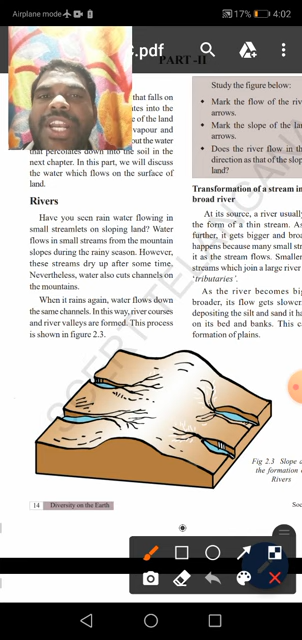 Airplane mode
17%
4:02
C.pdf
PART-II
that falls on
ates into the
e of the land
vapour and
out the water
that percolates down into the soil in
the next chapter. In this part, we will discuss
the water which flows on the surface of
land.
Rivers
Have you seen rain water flowing in
small streamlets on sloping land? Water
flows in small streams from the mountain
slopes during the rainy season. However,
these streams dry up after some time.
Nevertheless, water also cuts channels on
the mountains.
When it rains again, water flows down
the same channels. In this way, river courses
and river valleys are formed. This process
is shown in figure 2.3.
Study the figure below:
• Mark the flow of the rive
arrows.
• Mark the slope of the lan
arrows.
• Does the river flow in th
direction as that of the slop
land?
Transformation of a stream in
broad river
At its source, a river usually
the form of a thin stream. As
further, it gets bigger and broa
happens because many small stre
it as the stream flows. Smaller
streams which join a large river
'tributaries'.
As the river becomes big
broader, its flow gets slower
depositing the silt and sand it ha
on its bed and banks. This ca
formation of plains.
Fig 2.3 Slope a
the formation o
Rivers
14 Diversity on the Earth
Soc